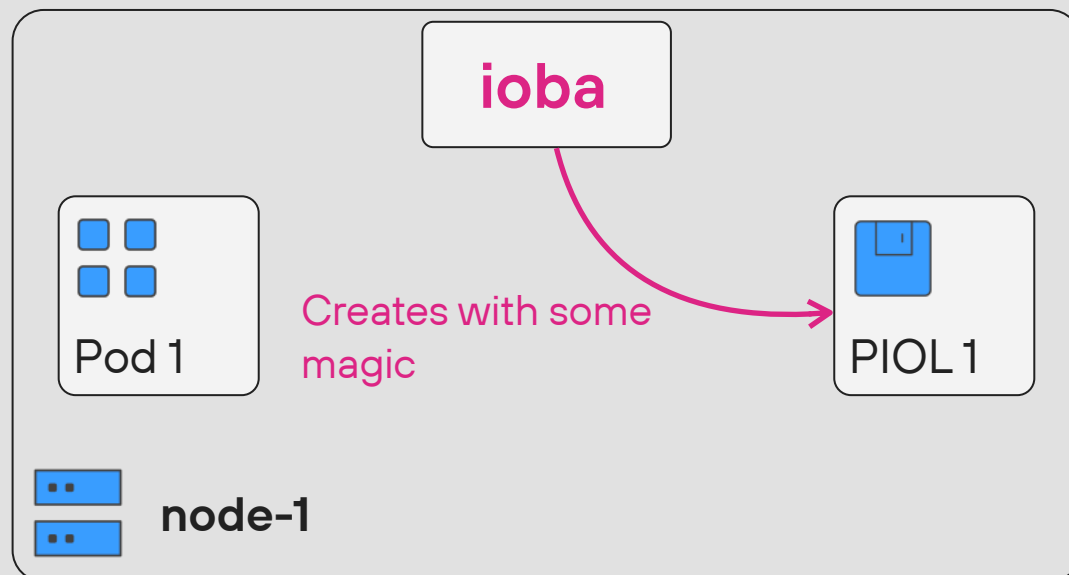 ioba
Creates with some
magic
Pod 1
PIOL 1
node-1